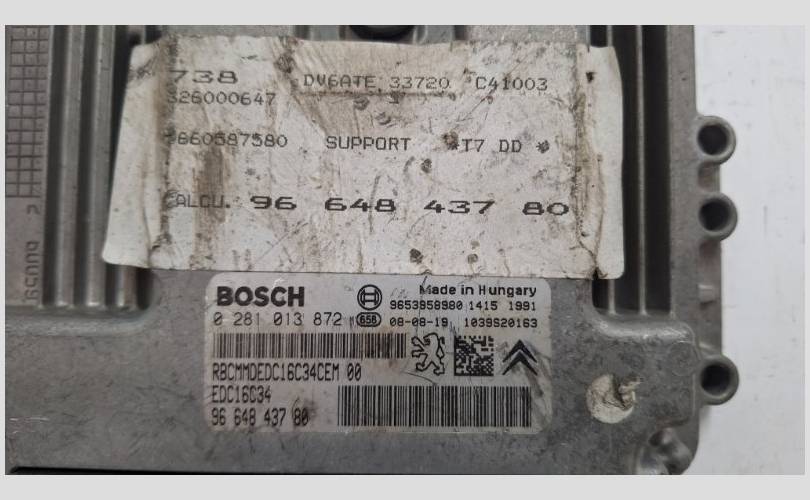 738 DV6ATE 33720 C41003
326000647
9660587580 SUPPORT *T7 DD *
CALCU. 96 648 437 80
BOSCH
Made in Hungary
9653958980 1415 1991
0 281 013 872 656 08-08-19 1039S20163
RBCMMDEDC16C34CEM 00
EDC16C34
96 648 437 80